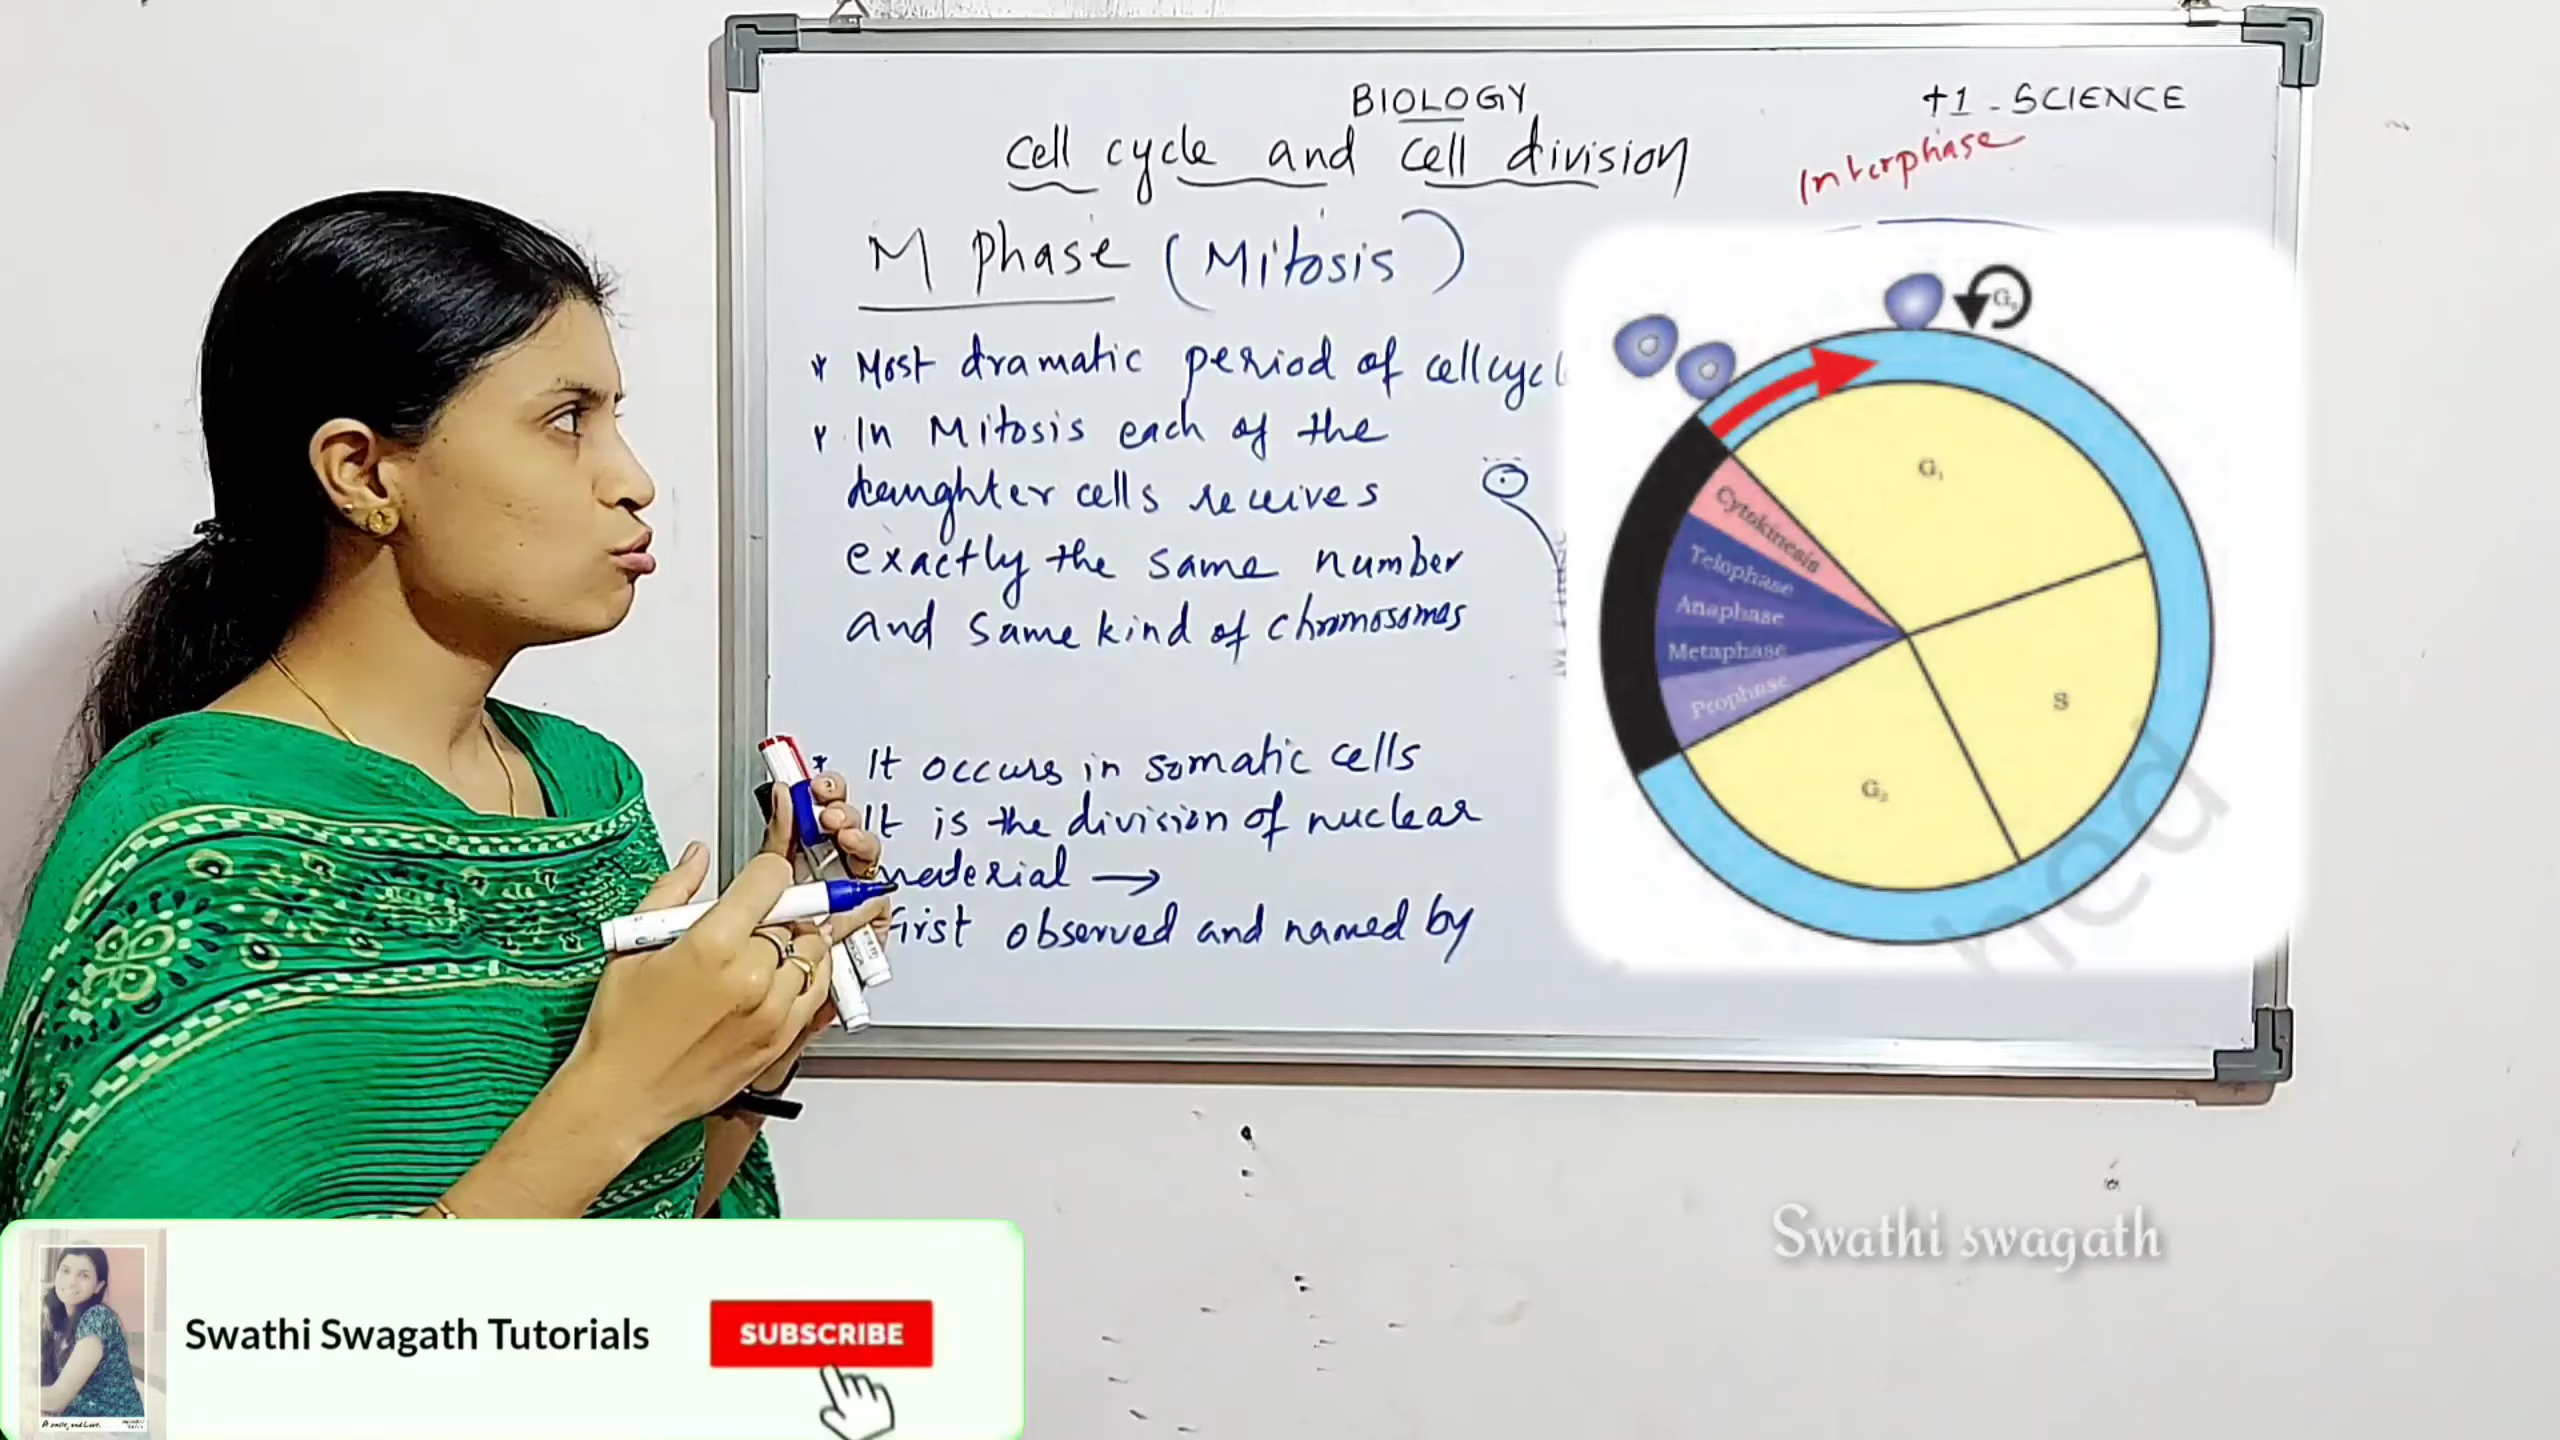 BIOLOGY
+1 - SCIENCE
Cell cycle and Cell division
Interphase
M phase (Mitosis)
* Most dramatic period of cellcycl
* In Mitosis each of the
daughter cells receives
exactly the same number
and same kind of chromosomes
* It occurs in somatic cells
It is the division of nuclear
material →
First observed and named by
G₀
G₁
Cytokinesis
Telophase
Anaphase
Metaphase
Prophase
S
G₂
M Phase
hed
Swathi swagath
Swathi Swagath Tutorials
SUBSCRIBE